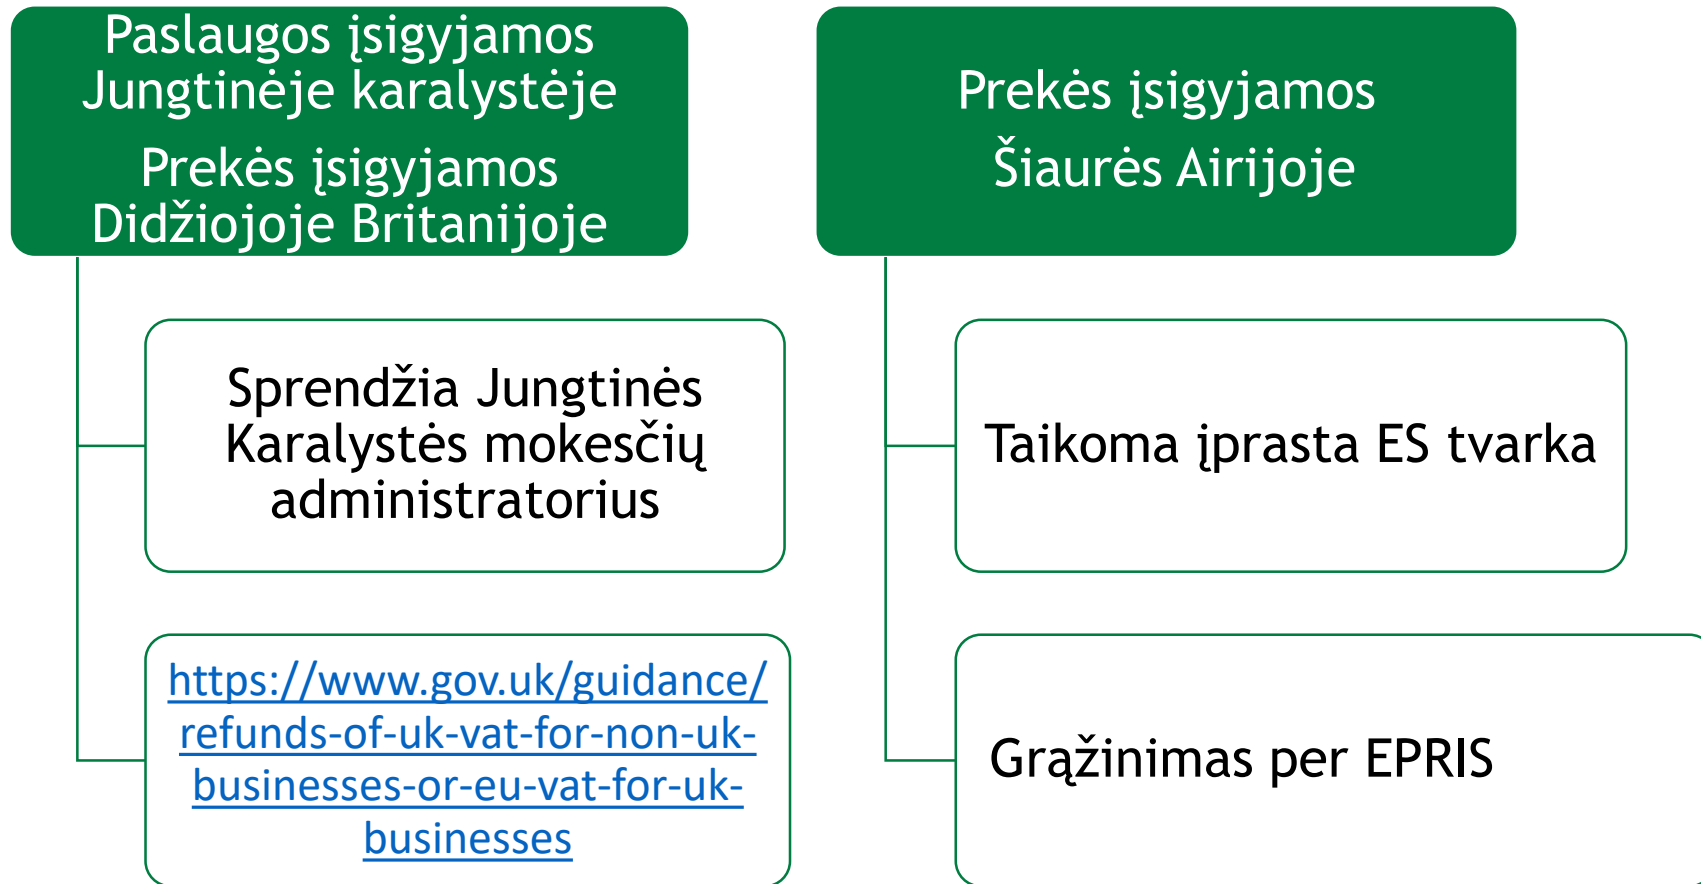 Paslaugos įsigyjamos
Jungtinėje karalystėje
Prekės įsigyjamos
Didžiojoje Britanijoje
Sprendžia Jungtinės
Karalystės mokesčių
administratorius
https://www.gov.uk/guidance/
refunds-of-uk-vat-for-non-uk-
businesses-or-eu-vat-for-uk-
businesses
Prekės įsigyjamos
Šiaurės Airijoje
Taikoma įprasta ES tvarka
Grąžinimas per EPRIS